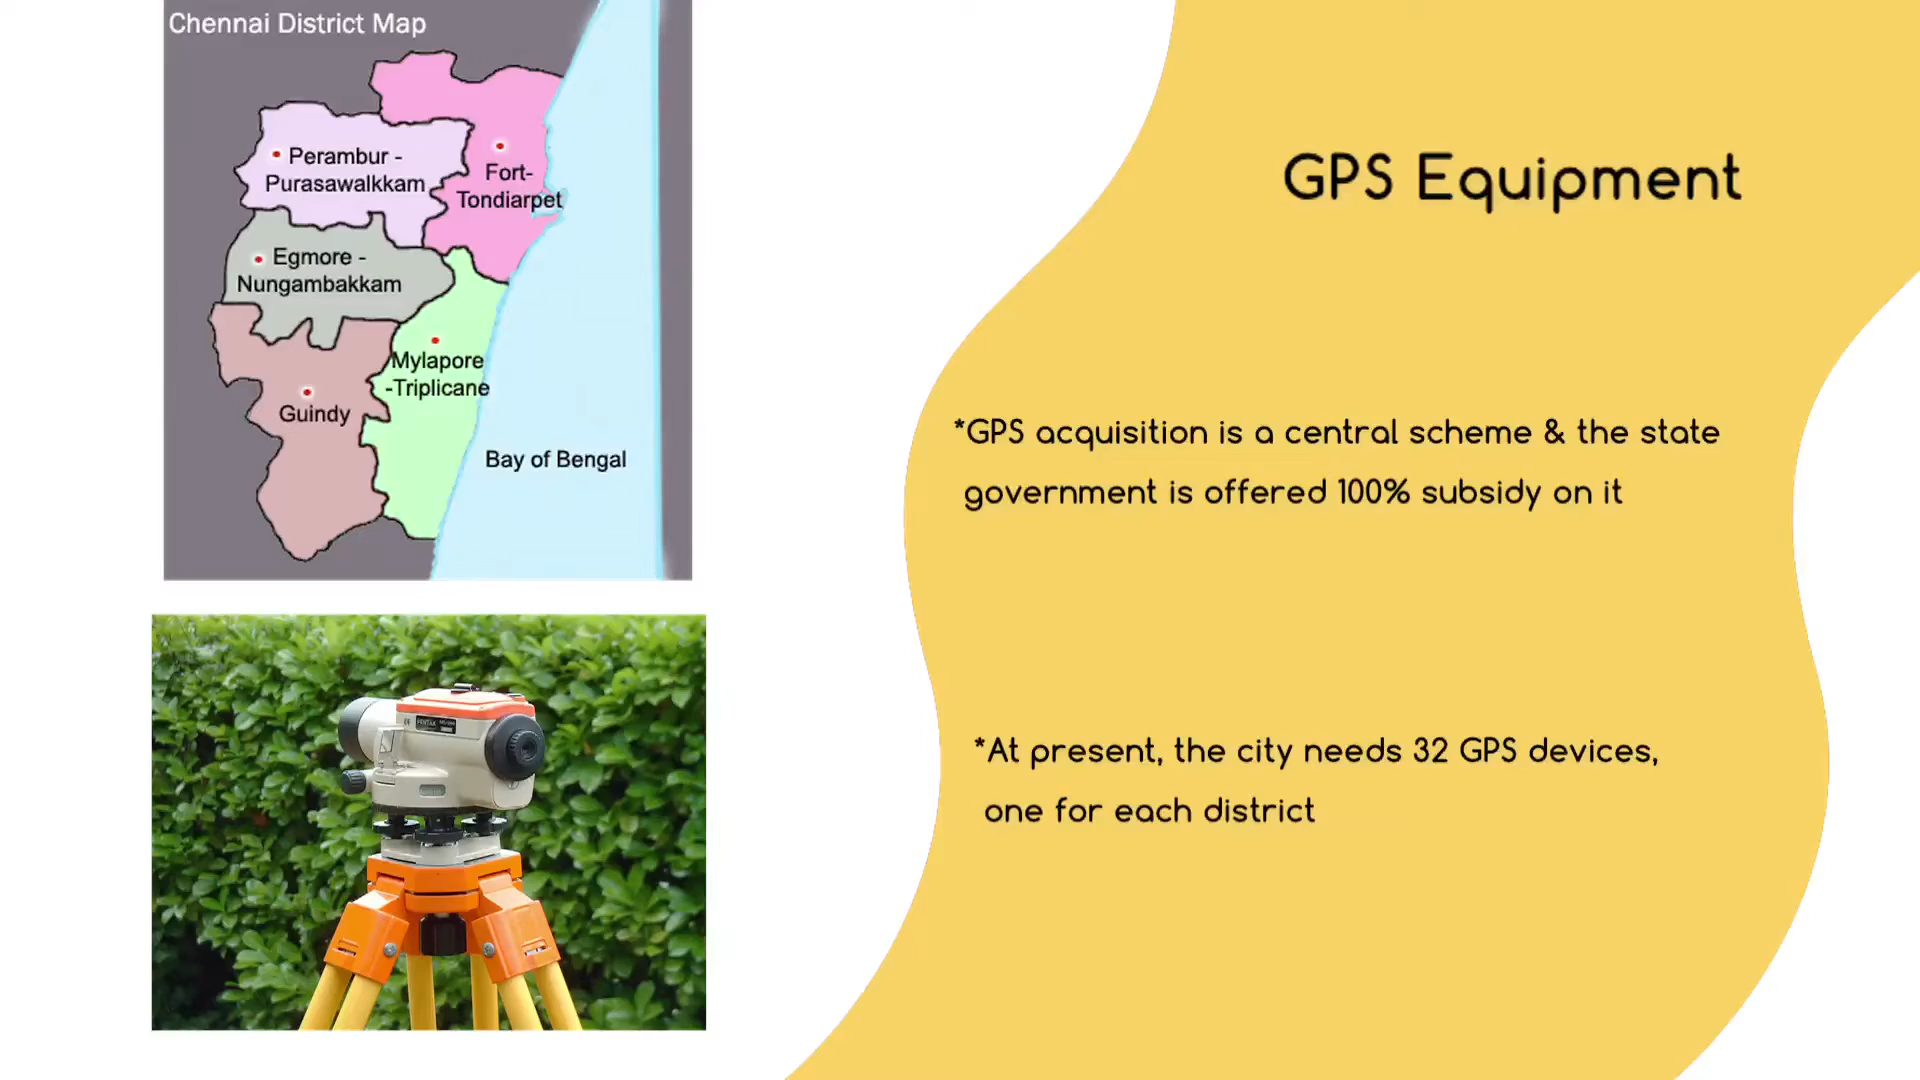 Chennai District Map
Perambur -
Purasawalkkam
Fort-
Tondiarpet
Egmore -
Nungambakkam
Mylapore
-Triplicane
Guindy
Bay of Bengal
PENTAX
GPS Equipment
*GPS acquisition is a central scheme & the state
government is offered 100% subsidy on it
*At present, the city needs 32 GPS devices,
one for each district